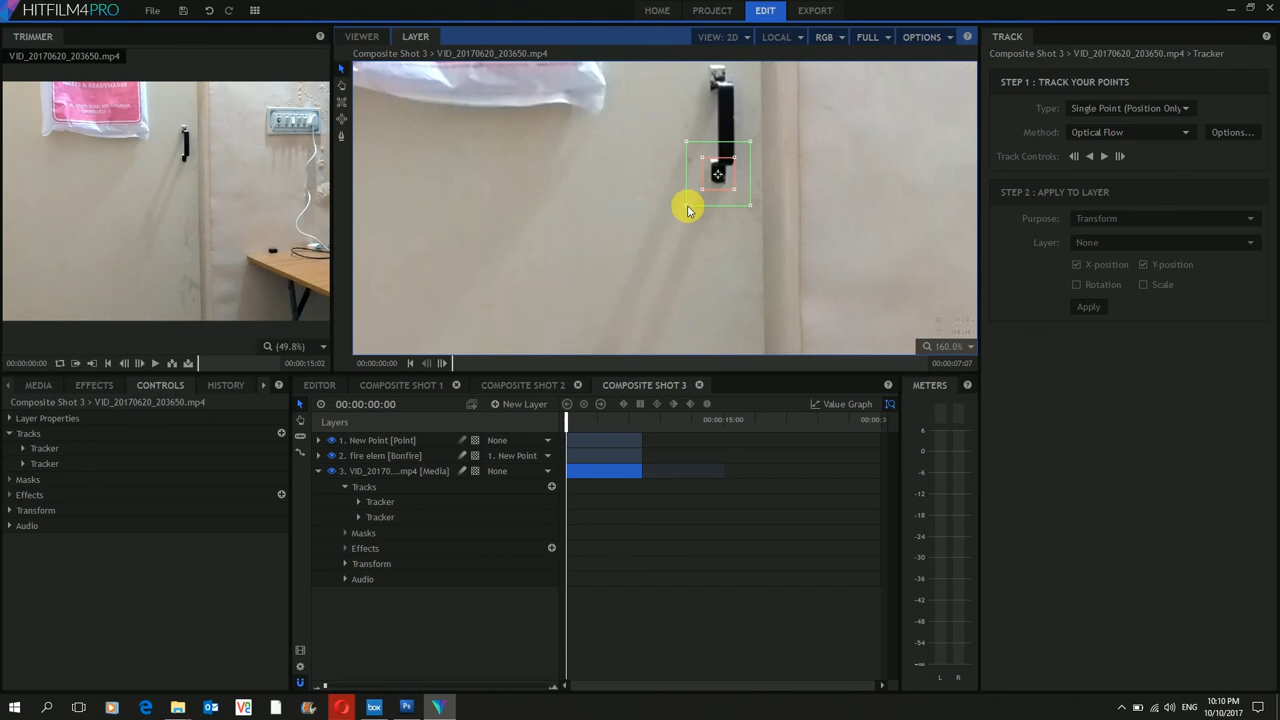 HITFILM4PRO
File
HOME
PROJECT
EDIT
EXPORT
TRIMMER
VID_20170620_203650.mp4
VIEWER
LAYER
VIEW: 2D
LOCAL
RGB
FULL
OPTIONS
Composite Shot 3 > VID_20170620_203650.mp4
TRACK
Composite Shot 3 > VID_20170620_203650.mp4 > Tracker
STEP 1 : TRACK YOUR POINTS
Type: Single Point (Position Only
Method: Optical Flow Options...
Track Controls:
STEP 2 : APPLY TO LAYER
Purpose: Transform
Layer: None
X-position Y-position
Rotation Scale
Apply
(49.8%)
160.0%
00:00:00:00
00:00:15:02
00:00:00:00
00:00:07:07
MEDIA
EFFECTS
CONTROLS
HISTORY
Composite Shot 3 > VID_20170620_203650.mp4
Layer Properties
Tracks
Tracker
Tracker
Masks
Effects
Transform
Audio
EDITOR
COMPOSITE SHOT 1
COMPOSITE SHOT 2
COMPOSITE SHOT 3
00:00:00:00
New Layer
Value Graph
Layers
00:00:15:00
00:00:3
1. New Point [Point] None
2. fire elem [Bonfire] 1. New Point
3. VID_20170....mp4 [Media] None
Tracks
Tracker
Tracker
Masks
Effects
Transform
Audio
METERS
6
0
-6
-12
-18
-24
-30
-36
-42
-48
-54
-∞
L R
ENG
10:10 PM
10/10/2017